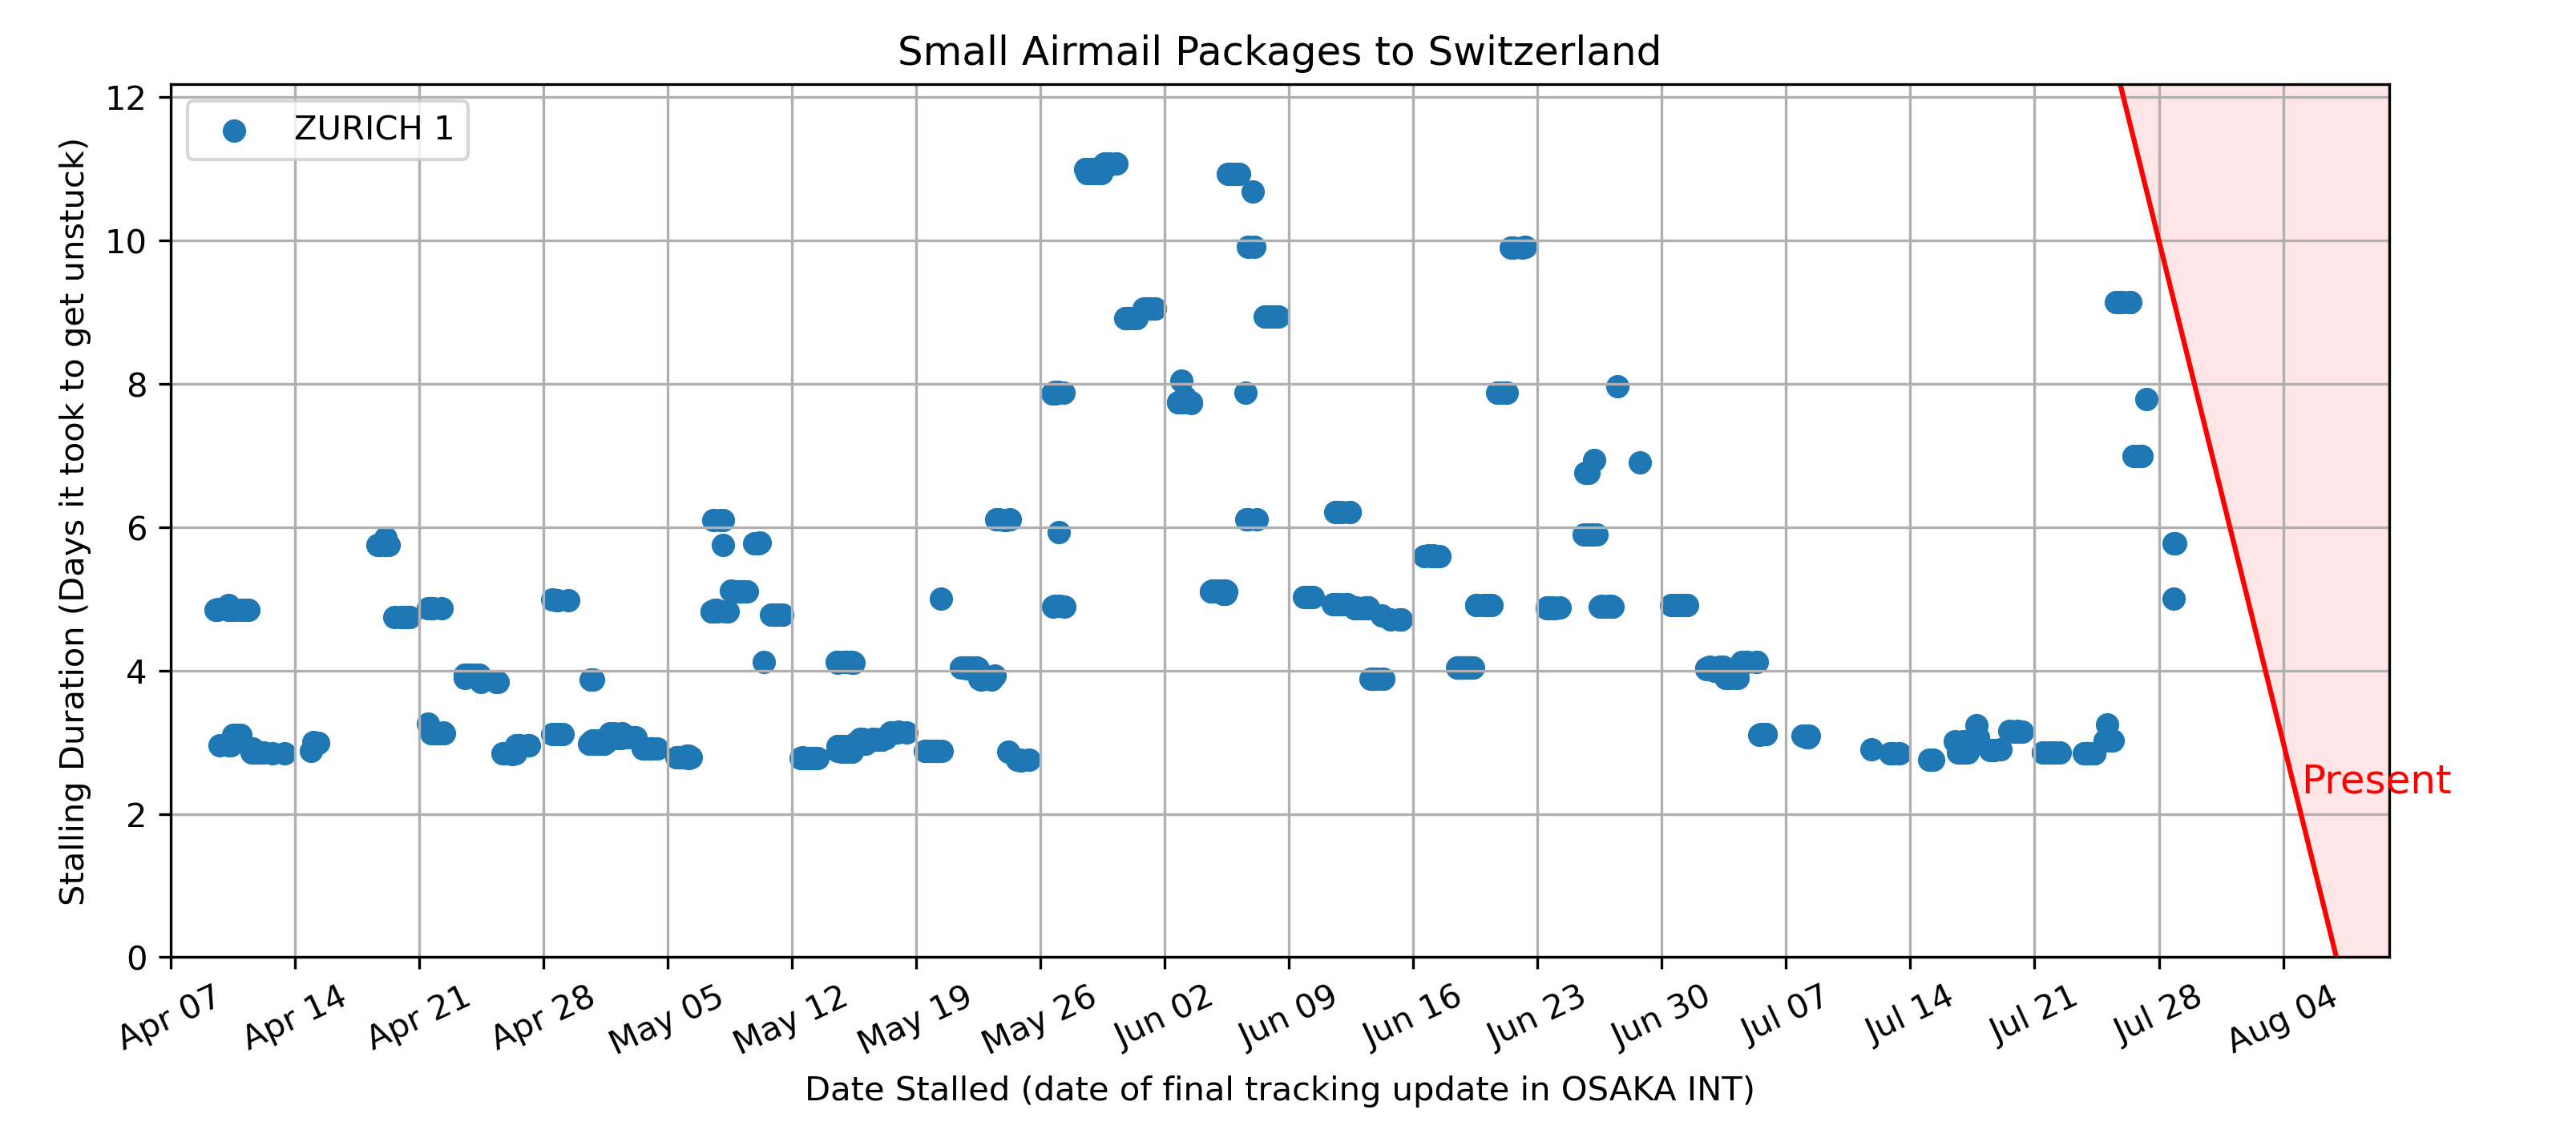 Small Airmail Packages to Switzerland
ZURICH 1
Stalling Duration (Days it took to get unstuck)
12
10
8
6
4
2
0
Present
Apr 07
Apr 14
Apr 21
Apr 28
May 05
May 12
May 19
May 26
Jun 02
Jun 09
Jun 16
Jun 23
Jun 30
Jul 07
Jul 14
Jul 21
Jul 28
Aug 04
Date Stalled (date of final tracking update in OSAKA INT)